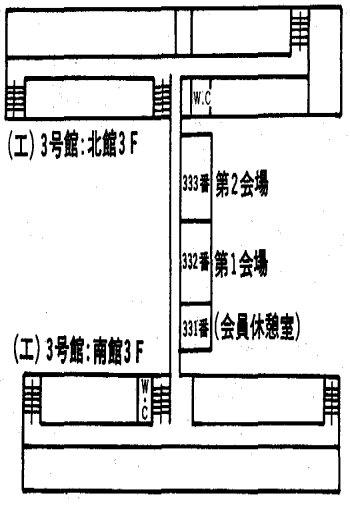 W.C
(工)3号館:北館3F
333番 第2会場
332番 第1会場
331番 (会員休憩室)
(工)3号館:南館3F
W.C